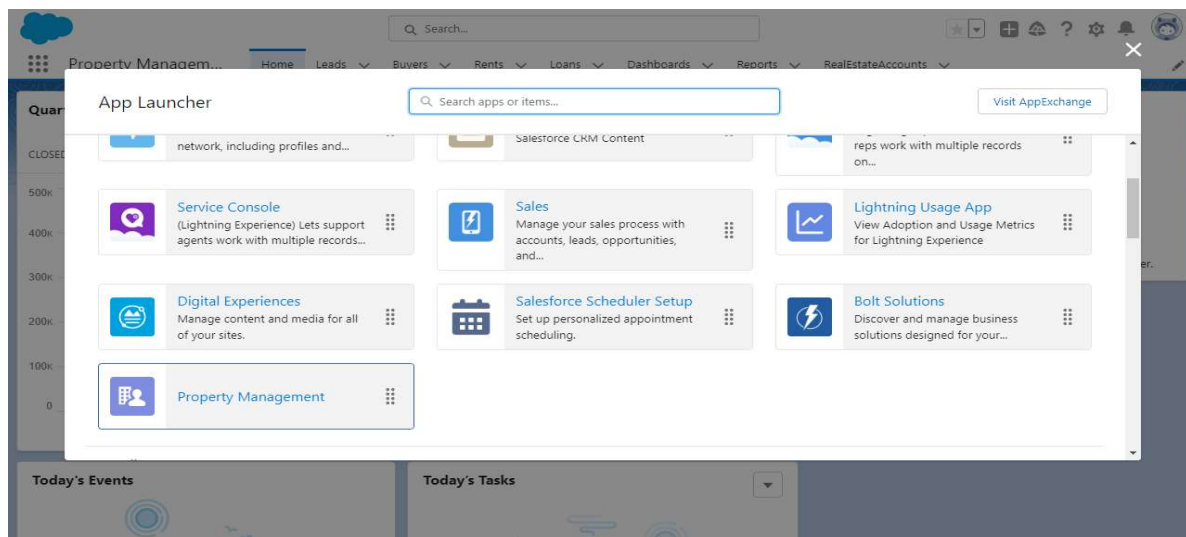 Search...
Property Managem...
Home
Leads
Buyers
Rents
Loans
Dashboards
Reports
RealEstateAccounts
App Launcher
Search apps or items...
Visit AppExchange
Quar
CLOSED
500K
400K
300K
200K
100K
0
network, including profiles and...
Salesforce CRM Content
reps work with multiple records
on...
Service Console
(Lightning Experience) Lets support
agents work with multiple records...
Sales
Manage your sales process with
accounts, leads, opportunities,
and...
Lightning Usage App
View Adoption and Usage Metrics
for Lightning Experience
er.
Digital Experiences
Manage content and media for all
of your sites.
Salesforce Scheduler Setup
Set up personalized appointment
scheduling.
Bolt Solutions
Discover and manage business
solutions designed for your...
Property Management
Today's Events
Today's Tasks